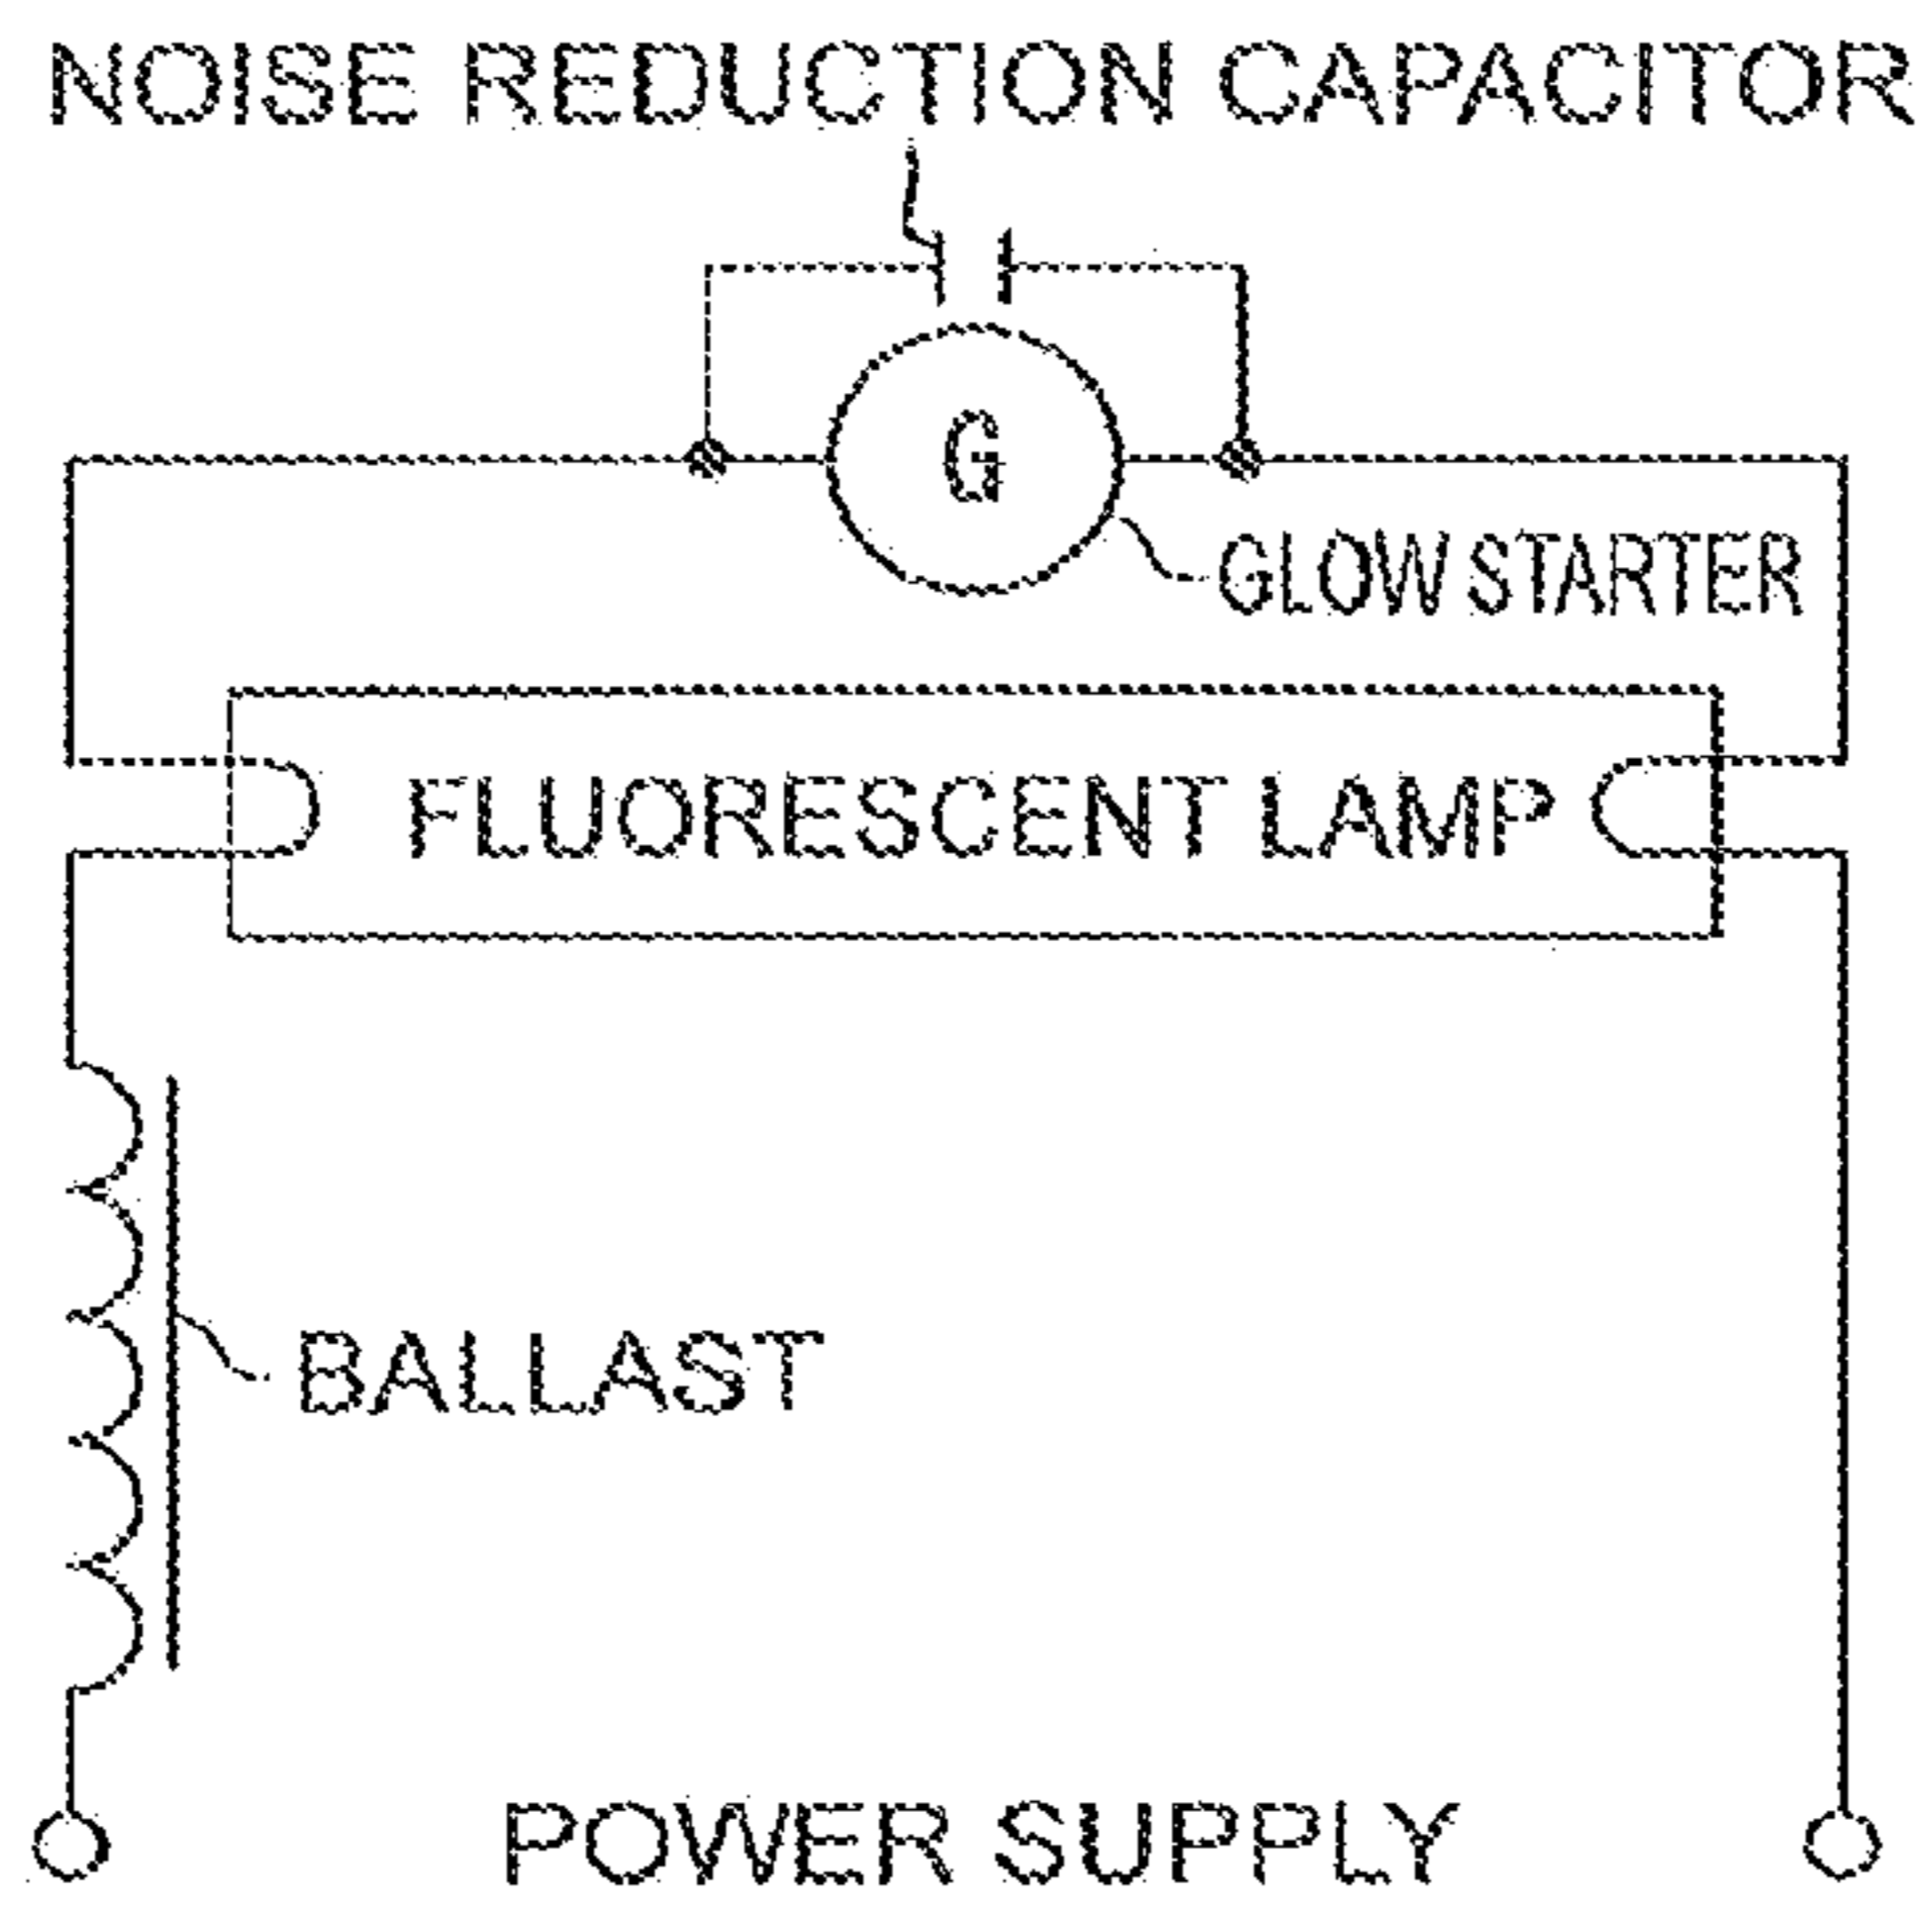 NOISE REDUCTION CAPACITOR
G
GLOW STARTER
FLUORESCENT LAMP
BALLAST
POWER SUPPLY